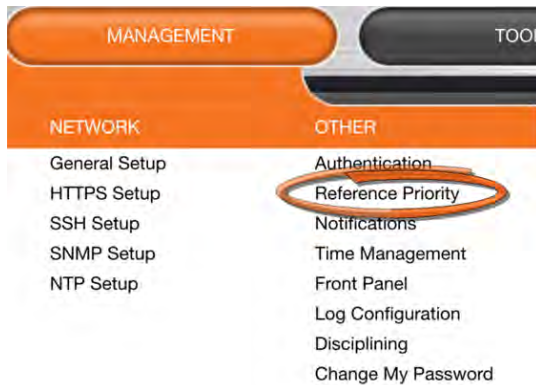 MANAGEMENT
TOO
NETWORK
General Setup
HTTPS Setup
SSH Setup
SNMP Setup
NTP Setup
OTHER
Authentication
Reference Priority
Notifications
Time Management
Front Panel
Log Configuration
Disciplining
Change My Password